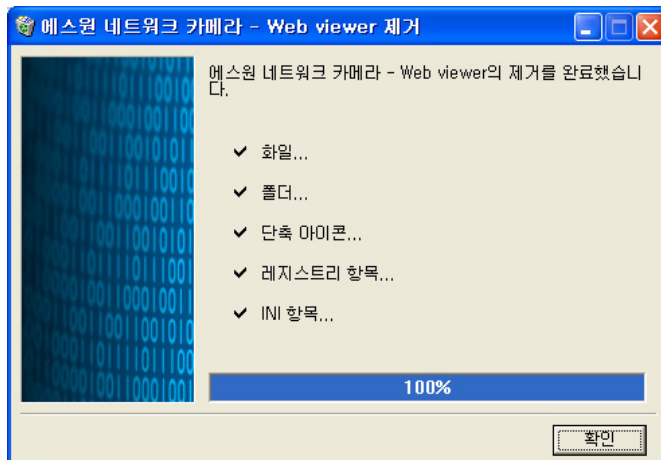 에스원 네트워크 카메라 - Web viewer 제거
에스원 네트워크 카메라 - Web viewer의 제거를 완료했습니
다.
✔ 화일...
✔ 폴더...
✔ 단축 아이콘...
✔ 레지스트리 항목...
✔ INI 항목...
100%
확인